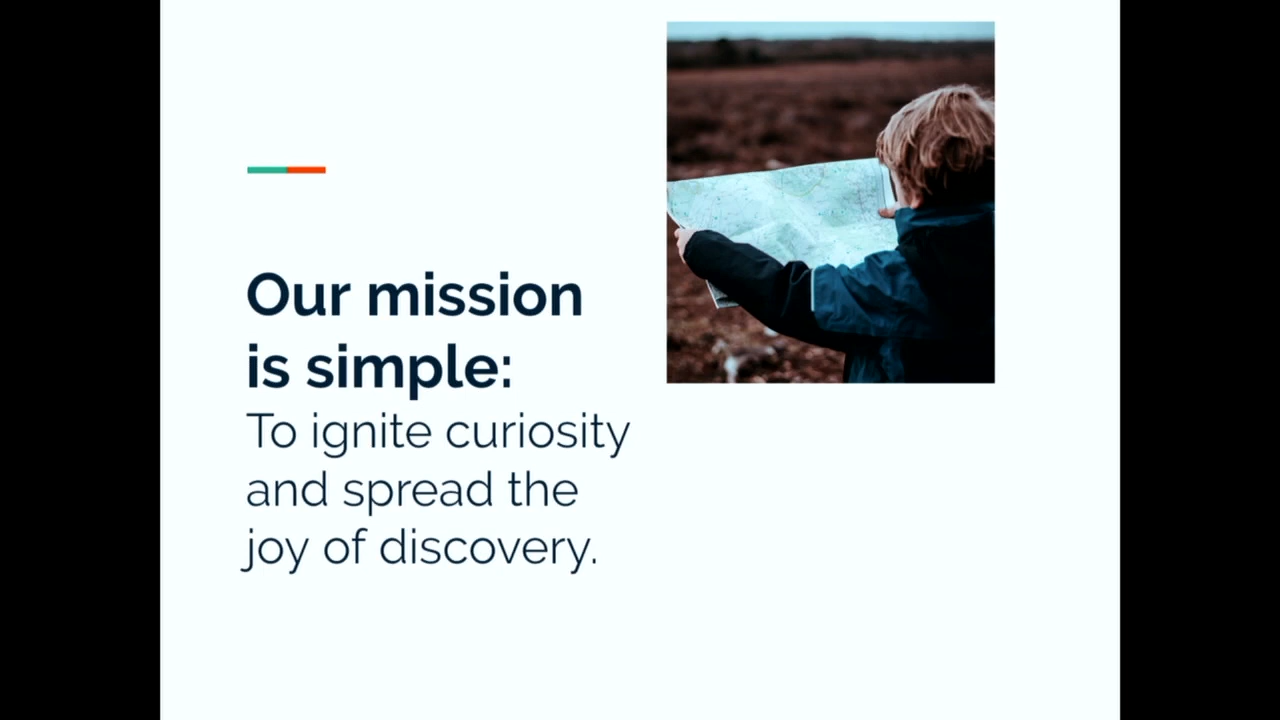 Our mission
is simple:
To ignite curiosity
and spread the
joy of discovery.